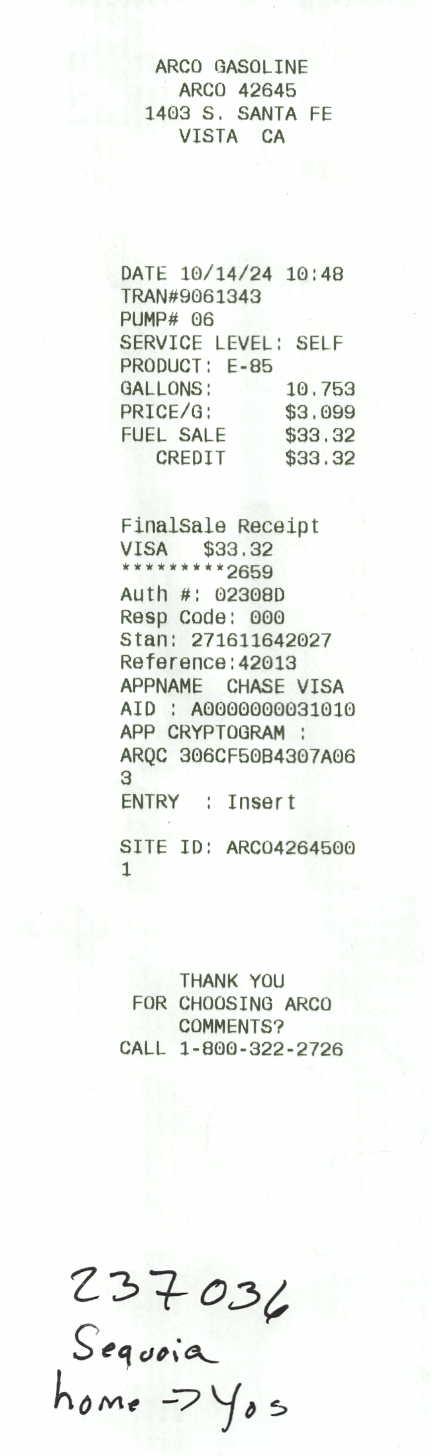 ARCO GASOLINE
ARCO 42645
1403 S. SANTA FE
VISTA CA
DATE 10/14/24 10:48
TRAN#9061343
PUMP# 06
SERVICE LEVEL: SELF
PRODUCT: E-85
GALLONS: 10.753
PRICE/G: $3.099
FUEL SALE $33.32
CREDIT $33.32
FinalSale Receipt
VISA $33.32
*********2659
Auth #: 02308D
Resp Code: 000
Stan: 271611642027
Reference:42013
APPNAME CHASE VISA
AID : A0000000031010
APP CRYPTOGRAM :
ARQC 306CF50B4307A06
3
ENTRY : Insert
SITE ID: ARCO4264500
1
THANK YOU
FOR CHOOSING ARCO
COMMENTS?
CALL 1-800-322-2726
237036
Sequoia
home -> Yos